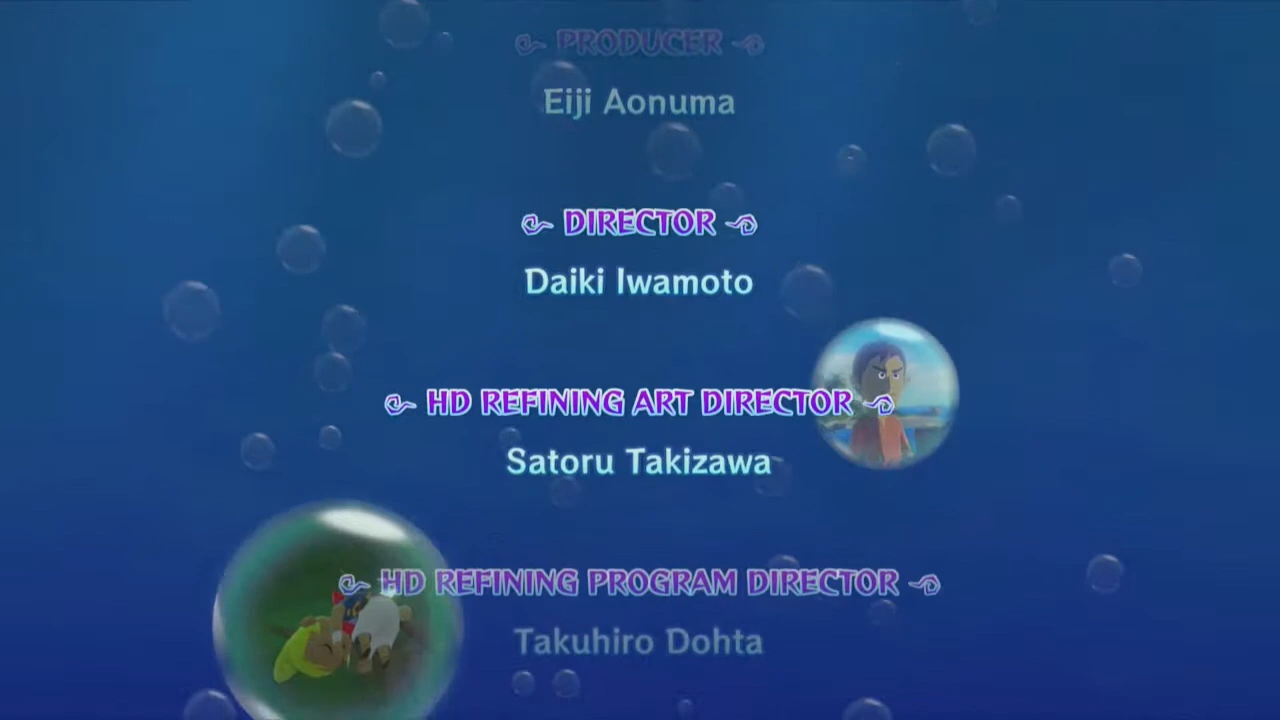 PRODUCER
Eiji Aonuma
DIRECTOR
Daiki Iwamoto
HD REFINING ART DIRECTOR
Satoru Takizawa
HD REFINING PROGRAM DIRECTOR
Takuhiro Dohta